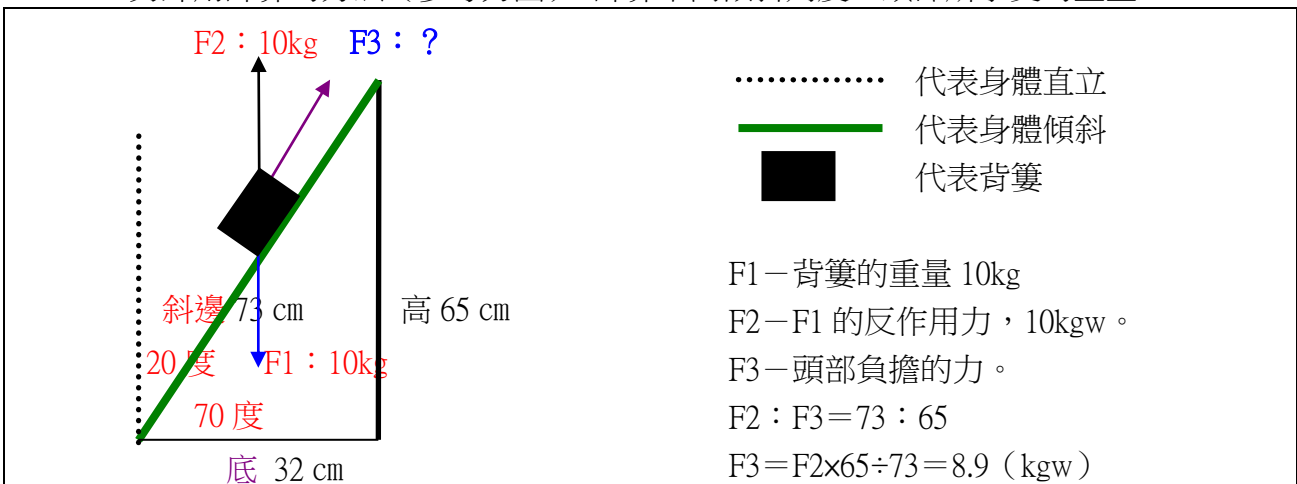 F2：10kg F3：？
代表身體直立
代表身體傾斜
代表背簍
F1－背簍的重量 10kg
斜邊 73 cm
高 65 cm
F2－F1 的反作用力，10kgw。
20 度
F1：10kg
F3－頭部負擔的力。
70 度
F2：F3＝73：65
底 32 cm
F3＝F2×65÷73＝8.9（kgw）